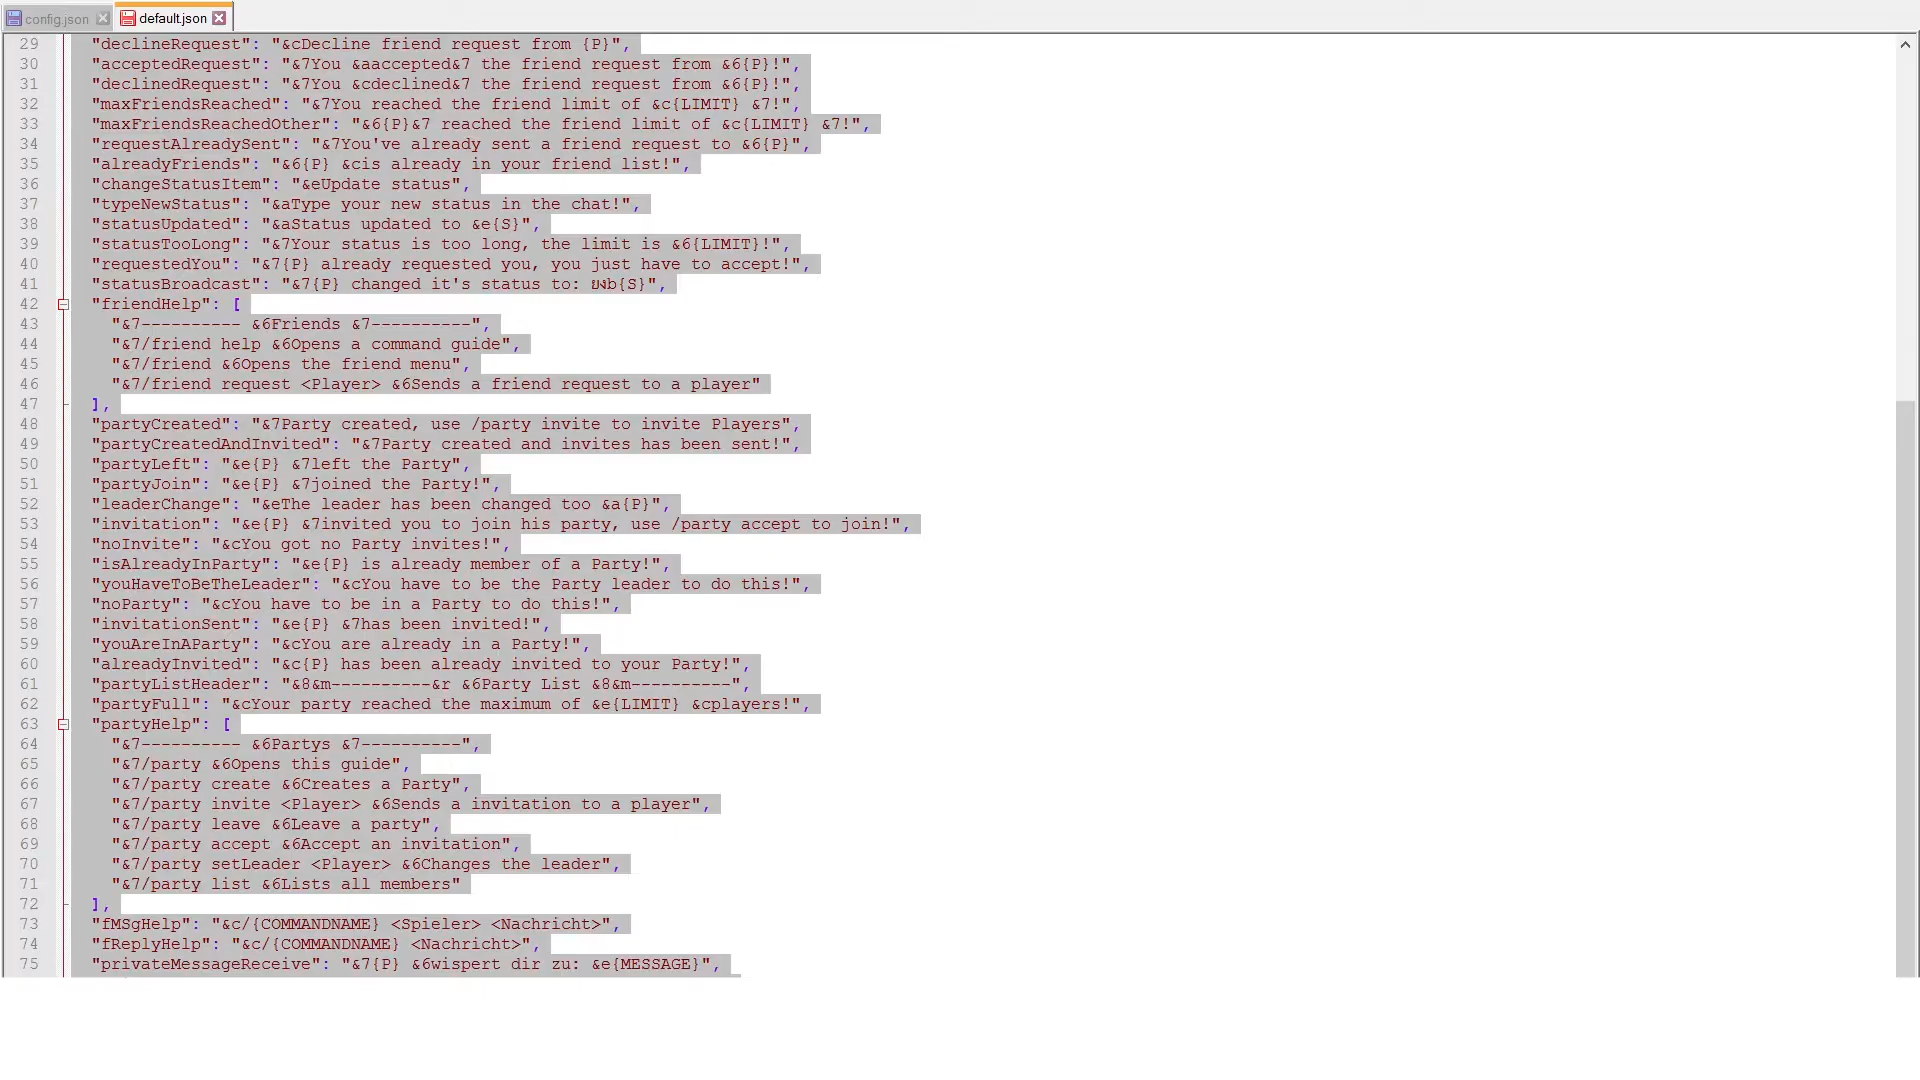 config.json default.json
29 "declineRequest": "&cDecline friend request from {P}",
30 "acceptedRequest": "&7You &aaccepted&7 the friend request from &6{P}!",
31 "declinedRequest": "&7You &cdeclined&7 the friend request from &6{P}!",
32 "maxFriendsReached": "&7You reached the friend limit of &c{LIMIT} &7!",
33 "maxFriendsReachedOther": "&6{P}&7 reached the friend limit of &c{LIMIT} &7!",
34 "requestAlreadySent": "&7You've already sent a friend request to &6{P}",
35 "alreadyFriends": "&6{P} &cis already in your friend list!",
36 "changeStatusItem": "&eUpdate status",
37 "typeNewStatus": "&aType your new status in the chat!",
38 "statusUpdated": "&aStatus updated to &e{S}",
39 "statusTooLong": "&7Your status is too long, the limit is &6{LIMIT}!",
40 "requestedYou": "&7{P} already requested you, you just have to accept!",
41 "statusBroadcast": "&7{P} changed it's status to: ยงb{S}",
42 "friendHelp": [
43 "&7---------- &6Friends &7----------",
44 "&7/friend help &6Opens a command guide",
45 "&7/friend &6Opens the friend menu",
46 "&7/friend request <Player> &6Sends a friend request to a player"
47 ],
48 "partyCreated": "&7Party created, use /party invite to invite Players",
49 "partyCreatedAndInvited": "&7Party created and invites has been sent!",
50 "partyLeft": "&e{P} &7left the Party",
51 "partyJoin": "&e{P} &7joined the Party!",
52 "leaderChange": "&eThe leader has been changed too &a{P}",
53 "invitation": "&e{P} &7invited you to join his party, use /party accept to join!",
54 "noInvite": "&cYou got no Party invites!",
55 "isAlreadyInParty": "&e{P} is already member of a Party!",
56 "youHaveToBeTheLeader": "&cYou have to be the Party leader to do this!",
57 "noParty": "&cYou have to be in a Party to do this!",
58 "invitationSent": "&e{P} &7has been invited!",
59 "youAreInAParty": "&cYou are already in a Party!",
60 "alreadyInvited": "&c{P} has been already invited to your Party!",
61 "partyListHeader": "&8&m----------&r &6Party List &8&m----------",
62 "partyFull": "&cYour party reached the maximum of &e{LIMIT} &cplayers!",
63 "partyHelp": [
64 "&7---------- &6Partys &7----------",
65 "&7/party &6Opens this guide",
66 "&7/party create &6Creates a Party",
67 "&7/party invite <Player> &6Sends a invitation to a player",
68 "&7/party leave &6Leave a party",
69 "&7/party accept &6Accept an invitation",
70 "&7/party setLeader <Player> &6Changes the leader",
71 "&7/party list &6Lists all members"
72 ],
73 "fMSgHelp": "&c/{COMMANDNAME} <Spieler> <Nachricht>",
74 "fReplyHelp": "&c/{COMMANDNAME} <Nachricht>",
75 "privateMessageReceive": "&7{P} &6wispert dir zu: &e{MESSAGE}",